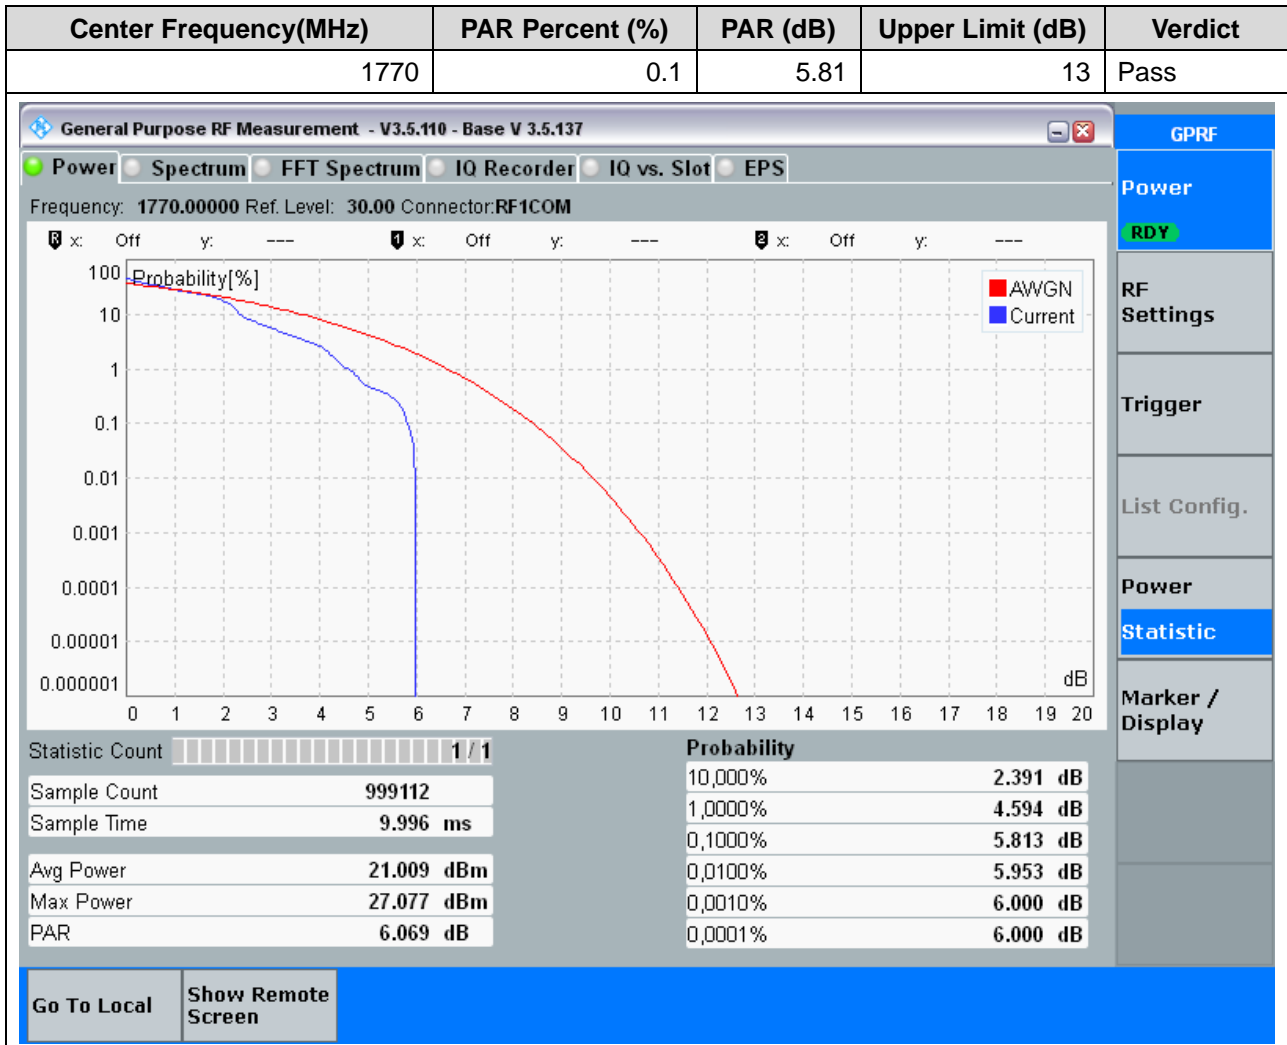 Center Frequency(MHz) PAR Percent (%) PAR (dB) Upper Limit (dB) Verdict
1770 0.1 5.81 13 Pass
General Purpose RF Measurement - V3.5.110 - Base V 3.5.137
GPRF
Power Spectrum FFT Spectrum IQ Recorder IQ vs. Slot EPS
Frequency: 1770.00000 Ref. Level: 30.00 Connector:RF1COM
R x: Off y: --- 1 x: Off y: --- 2 x: Off y: ---
Probability[%]
AWGN
Current
100
10
1
0.1
0.01
0.001
0.0001
0.00001
0.000001
dB
0 1 2 3 4 5 6 7 8 9 10 11 12 13 14 15 16 17 18 19 20
Power
RDY
RF
Settings
Trigger
List Config.
Power
Statistic
Marker /
Display
Statistic Count 1 / 1
Sample Count 999112
Sample Time 9.996 ms
Avg Power 21.009 dBm
Max Power 27.077 dBm
PAR 6.069 dB
Probability
10,000% 2.391 dB
1,0000% 4.594 dB
0,1000% 5.813 dB
0,0100% 5.953 dB
0,0010% 6.000 dB
0,0001% 6.000 dB
Go To Local
Show Remote
Screen